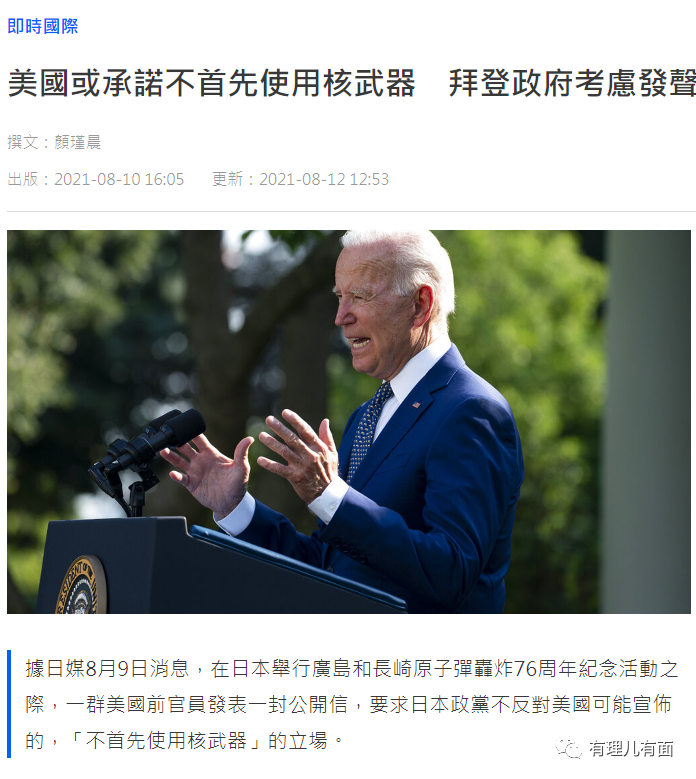 即時國際
美國或承諾不首先使用核武器 拜登政府考慮發聲
撰文：顏瑾晨
出版：2021-08-10 16:05 更新：2021-08-12 12:53
據日媒8月9日消息，在日本舉行廣島和長崎原子彈轟炸76周年紀念活動之
際，一群美國前官員發表一封公開信，要求日本政黨不反對美國可能宣佈
的，「不首先使用核武器」的立場。
有理儿有面